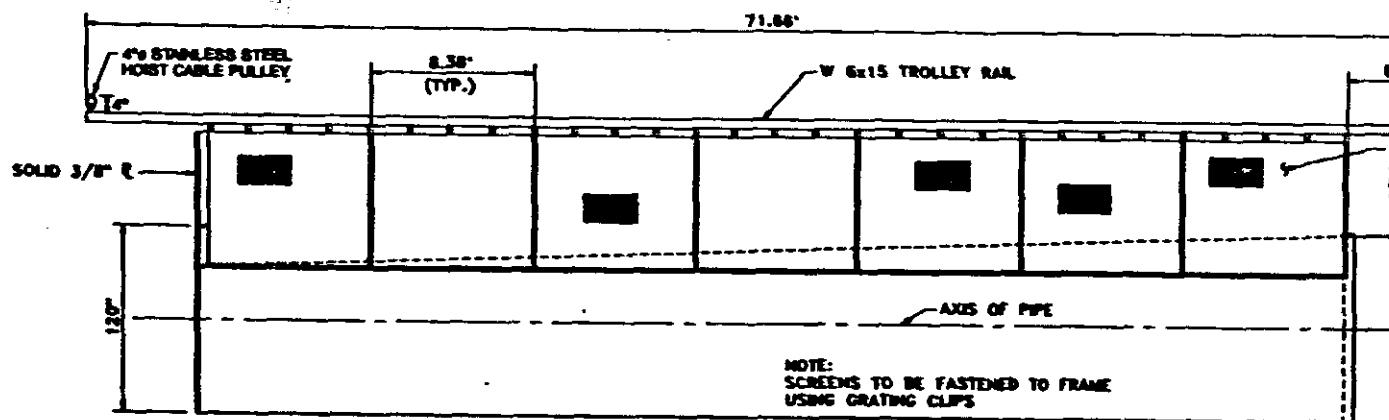 71.66'
4"ø STAINLESS STEEL
HOIST CABLE PULLEY
8.38'
(TYP.)
W 6x15 TROLLEY RAIL
4"
SOLID 3/8" ℄
120"
AXIS OF PIPE
NOTE:
SCREENS TO BE FASTENED TO FRAME
USING GRATING CLIPS